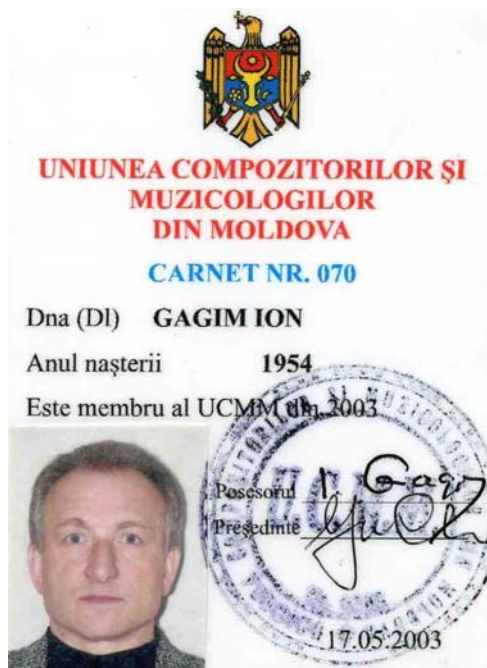 UNIUNEA COMPOZITORILOR ŞI
MUZICOLOGILOR
DIN MOLDOVA
CARNET NR. 070
Dna (Dl) GAGIM ION
Anul naşterii 1954
Este membru al UCMM din 2003
Posesorul I. Gagim
Preşedinte
17.05.2003